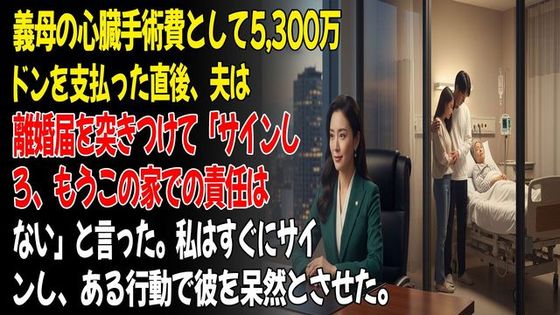 義母の心臓手術費として5,300万
ドンを支払った直後、夫は
離婚届を突きつけて「サインし
ろ、もうこの家での責任は
ない」と言った。私はすぐにサイ
ンし、ある行動で彼を呆然とさせた。